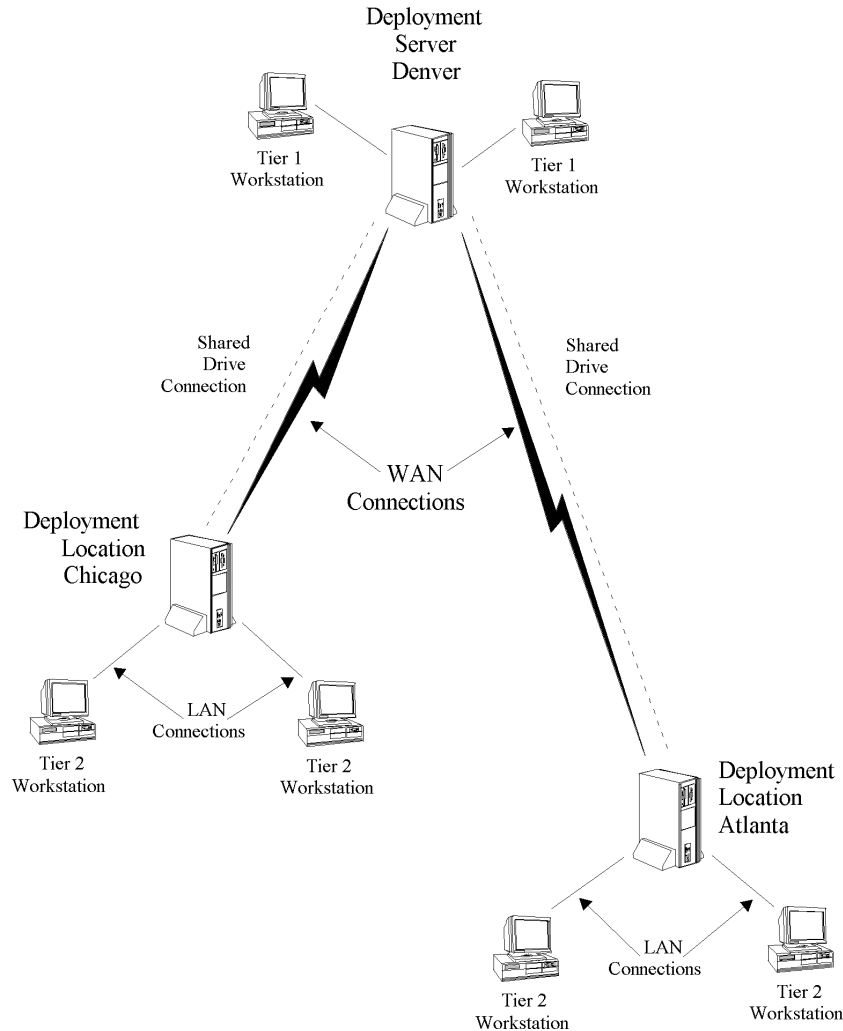 Deployment
Server
Denver
Tier 1
Workstation
Tier 1
Workstation
Shared
Drive
Connection
Shared
Drive
Connection
WAN
Connections
Deployment
Location
Chicago
LAN
Connections
Tier 2
Workstation
Tier 2
Workstation
Deployment
Location
Atlanta
LAN
Connections
Tier 2
Workstation
Tier 2
Workstation